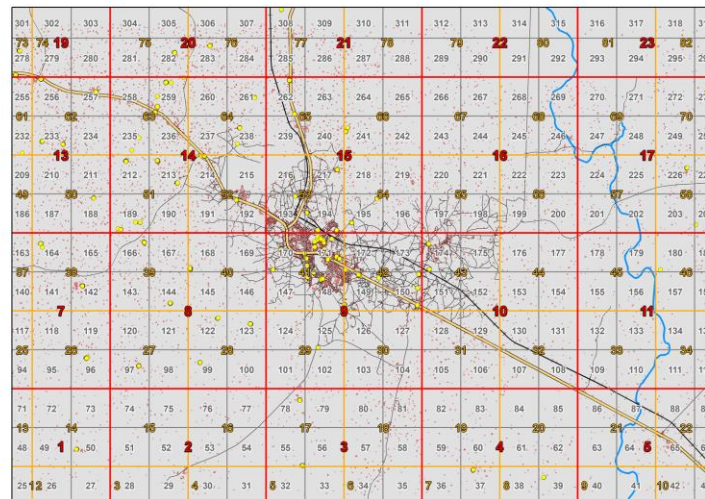 301 302 303 304 305 306 307 308 309 310 311 312 313 314 315 316 317 318
73 74 19 75 20 76 77 21 78 79 22 80 81 23 82
278 279 280 281 282 283 284 285 286 287 288 289 290 291 292 293 294 295
255 256 257 258 259 260 261 262 263 264 265 266 267 268 269 270 271 272
61 62 63 64 65 66 67 68 69 70
232 233 234 235 236 237 238 239 240 241 242 243 244 245 246 247 248 249
13 14 15 16 17
209 210 211 212 213 214 215 216 217 218 219 220 221 222 223 224 225 226
49 50 51 52 53 54 55 56 57 58
186 187 188 189 190 191 192 193 194 195 196 197 198 199 200 201 202 203
163 164 165 166 167 168 169 170 171 172 173 174 175 176 177 178 179 180
37 38 39 40 41 42 43 44 45 46
140 141 142 143 144 145 146 147 148 149 150 151 152 153 154 155 156 157
7 8 9 10 11
117 118 119 120 121 122 123 124 125 126 127 128 129 130 131 132 133 134
25 26 27 28 29 30 31 32 33 34
94 95 96 97 98 99 100 101 102 103 104 105 106 107 108 109 110 111
71 72 73 74 75 76 77 78 79 80 81 82 83 84 85 86 87 88
13 14 15 16 17 18 19 20 21 22
48 49 1 50 51 52 2 53 54 55 56 3 57 58 59 60 4 61 62 63 64 5 65
25 1 2 26 27 28 3 29 30 4 31 5 32 33 6 34 35 7 36 37 8 38 39 9 40 41 10 42